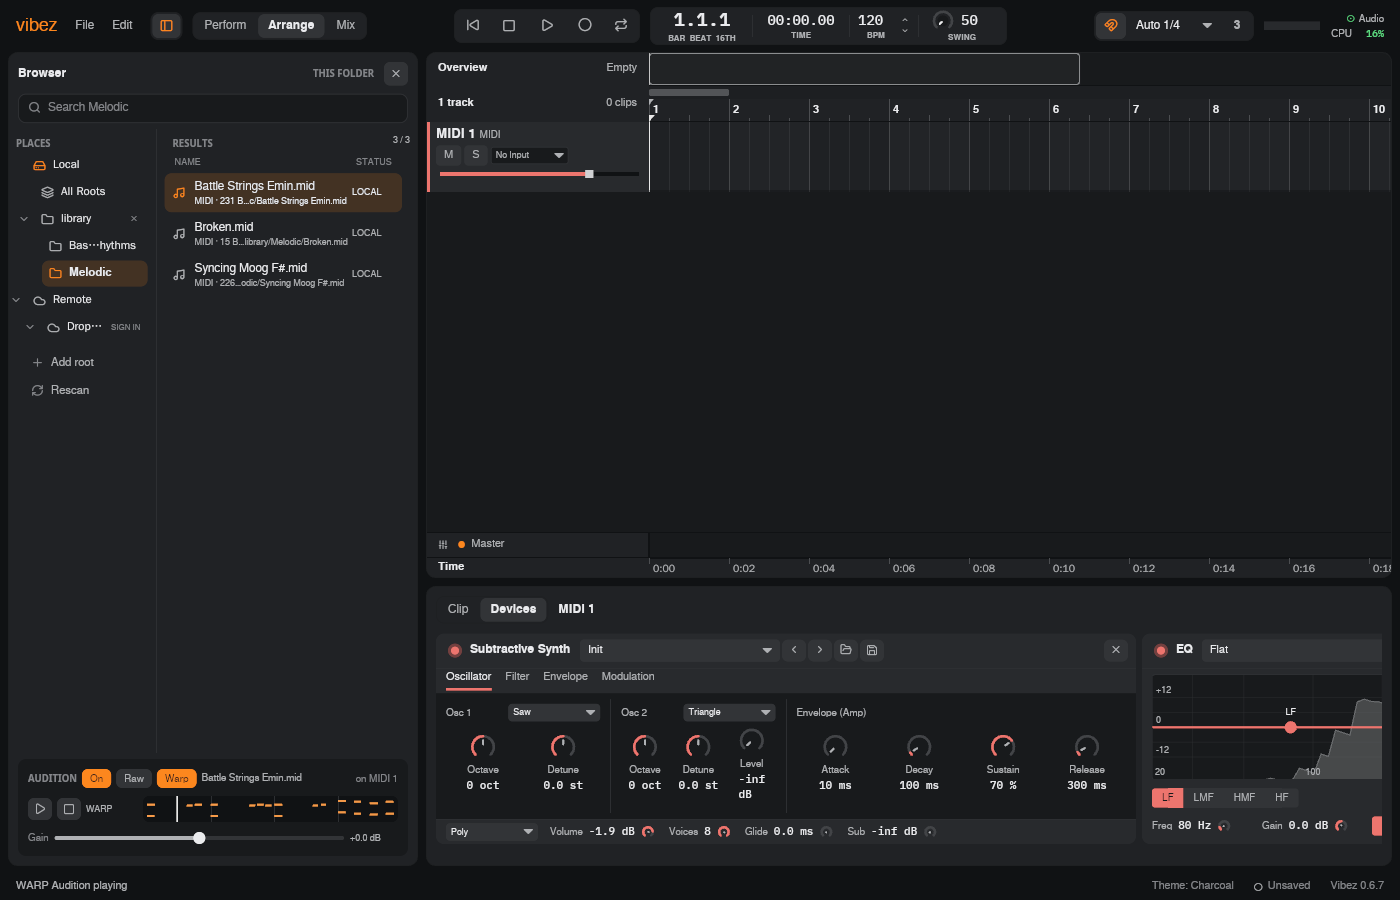 vibez File Edit Perform Arrange Mix
1.1.1 00:00.00 120 50
BAR BEAT 16TH TIME BPM SWING
Auto 1/4 3
Audio
CPU 16%
Browser THIS FOLDER
Search Melodic
PLACES
Local
All Roots
library
Bas···hythms
Melodic
Remote
Drop··· SIGN IN
Add root
Rescan
RESULTS 3 / 3
NAME STATUS
Battle Strings Emin.mid LOCAL
MIDI · 231 B...c/Battle Strings Emin.mid
Broken.mid LOCAL
MIDI · 15 B...library/Melodic/Broken.mid
Syncing Moog F#.mid LOCAL
MIDI · 226...odic/Syncing Moog F#.mid
AUDITION On Raw Warp Battle Strings Emin.mid on MIDI 1
WARP
Gain +0.0 dB
Overview Empty
1 track 0 clips
1 2 3 4 5 6 7 8 9 10
MIDI 1 MIDI
M S No Input
Master
Time 0:00 0:02 0:04 0:06 0:08 0:10 0:12 0:14 0:16
Clip Devices MIDI 1
Subtractive Synth Init
Oscillator Filter Envelope Modulation
Osc 1 Saw Osc 2 Triangle Envelope (Amp)
Octave Detune Octave Detune Level Attack Decay Sustain Release
0 oct 0.0 st 0 oct 0.0 st -inf dB 10 ms 100 ms 70 % 300 ms
Poly Volume -1.9 dB Voices 8 Glide 0.0 ms Sub -inf dB
EQ Flat
+12
LF
0
-12
20 100
LF LMF HMF HF
Freq 80 Hz Gain 0.0 dB
WARP Audition playing Theme: Charcoal Unsaved Vibez 0.6.7